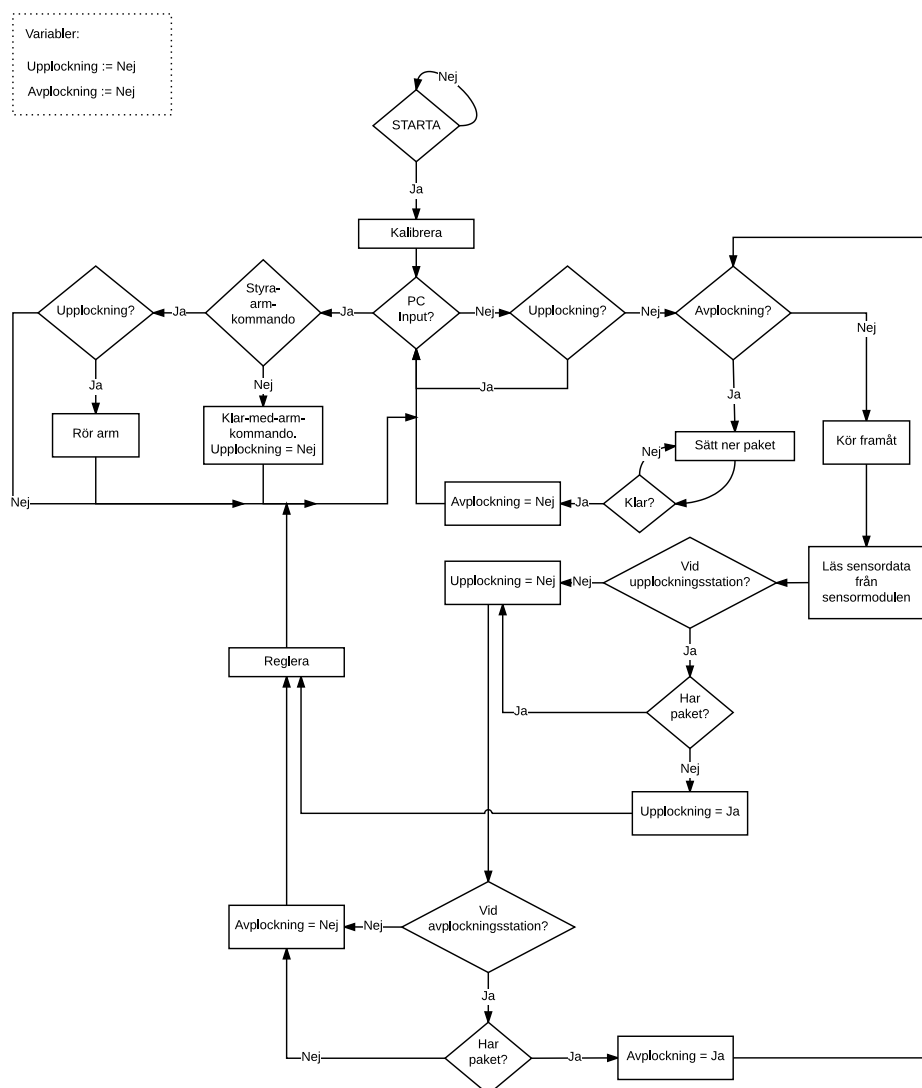 Variabler:
Upplockning := Nej
Avplockning := Nej
Nej
STARTA
Ja
Kalibrera
Upplockning?
Ja
Styra-
arm-
kommando
Ja
PC
Input?
Nej
Upplockning?
Nej
Avplockning?
Nej
Ja
Nej
Ja
Ja
Rör arm
Klar-med-arm-
kommando.
Upplockning = Nej
Sätt ner paket
Kör framåt
Nej
Nej
Avplockning = Nej
Ja
Klar?
Upplockning = Nej
Nej
Vid
upplockningsstation?
Läs sensordata
från
sensormodulen
Ja
Reglera
Ja
Har
paket?
Nej
Upplockning = Ja
Avplockning = Nej
Nej
Vid
avplockningsstation?
Ja
Nej
Har
paket?
Ja
Avplockning = Ja